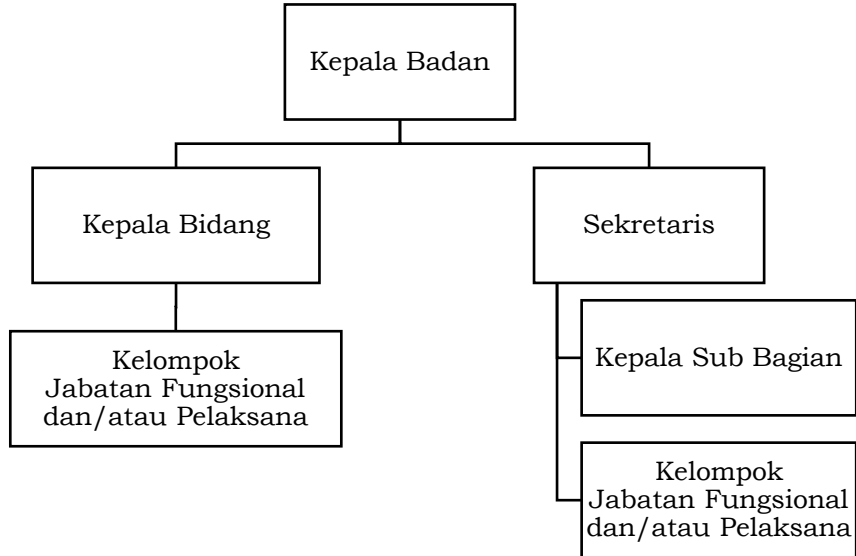 Kepala Badan
Kepala Bidang
Sekretaris
Kelompok
Jabatan Fungsional
dan/atau Pelaksana
Kepala Sub Bagian
Kelompok
Jabatan Fungsional
dan/atau Pelaksana